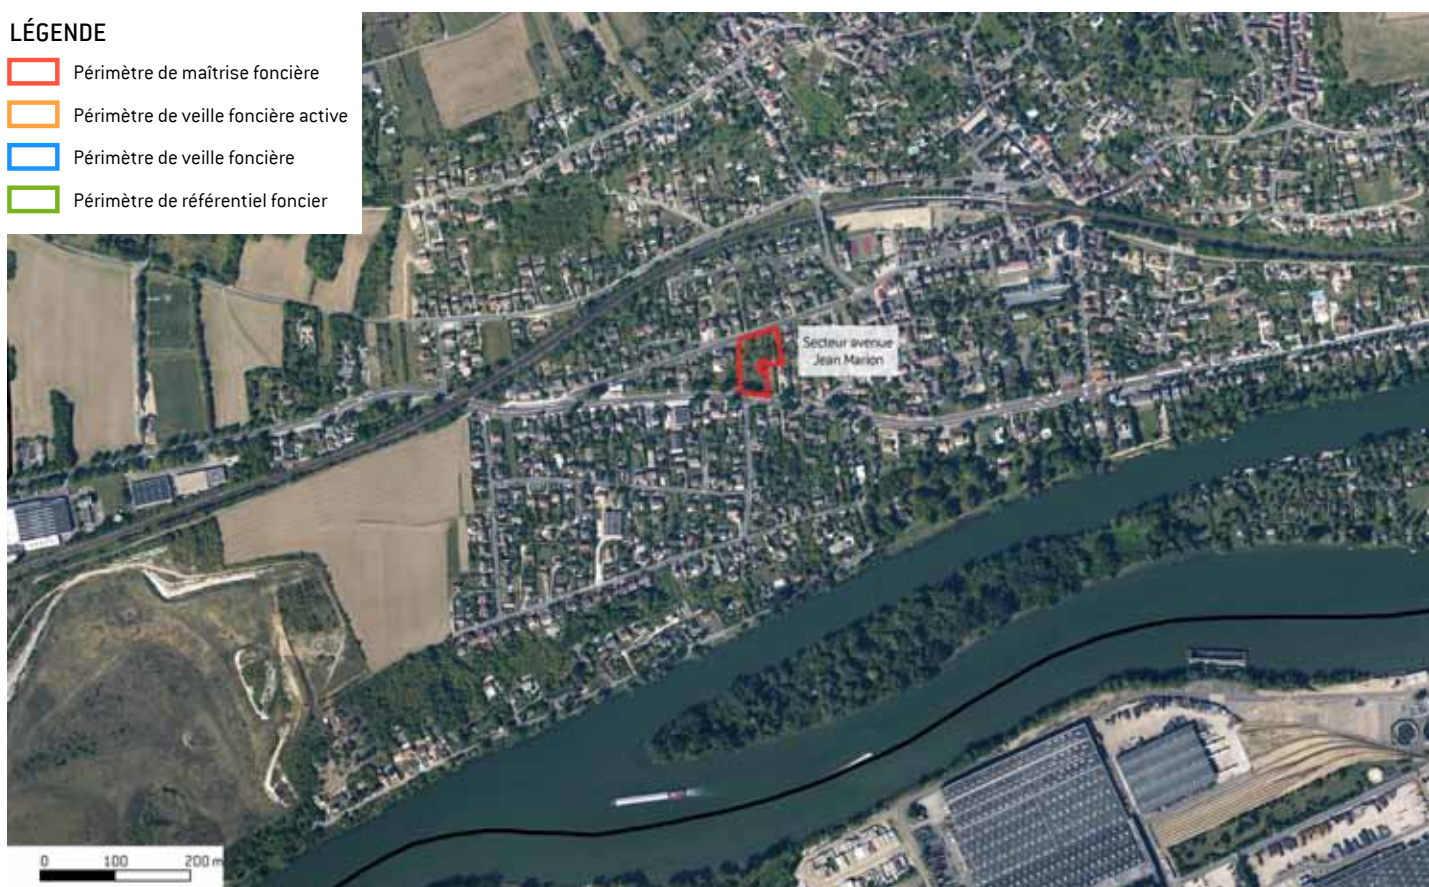 LÉGENDE
Périmètre de maîtrise foncière
Périmètre de veille foncière active
Périmètre de veille foncière
Périmètre de référentiel foncier
Secteur avenue
Jean Marion
0 100 200 m